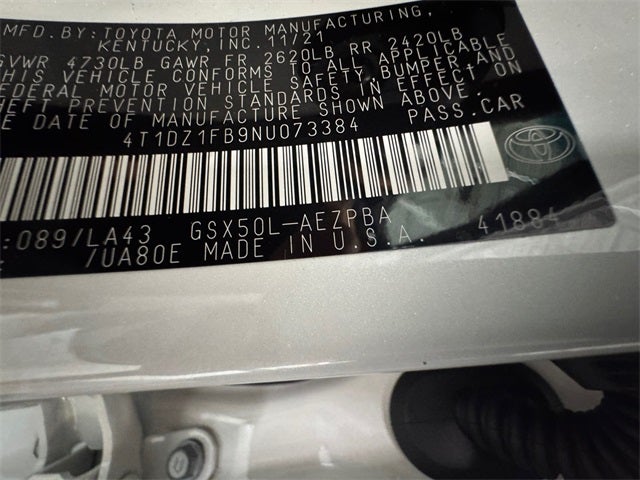 MFD.BY:TOYOTA MOTOR MANUFACTURING,
KENTUCKY,INC.11/21
GVWR 4730LB GAWR FR 2620LB RR 2420LB
THIS VEHICLE CONFORMS TO ALL APPLICABLE
FEDERAL MOTOR VEHICLE SAFETY,BUMPER,AND
THEFT PREVENTION STANDARDS IN EFFECT ON
E DATE OF MANUFACTURE SHOWN ABOVE.
4T1DZ1FB9NU073384 PASS.CAR
:089/LA43 GSX50L-AEZPBA
/UA80E MADE IN U.S.A. 41884